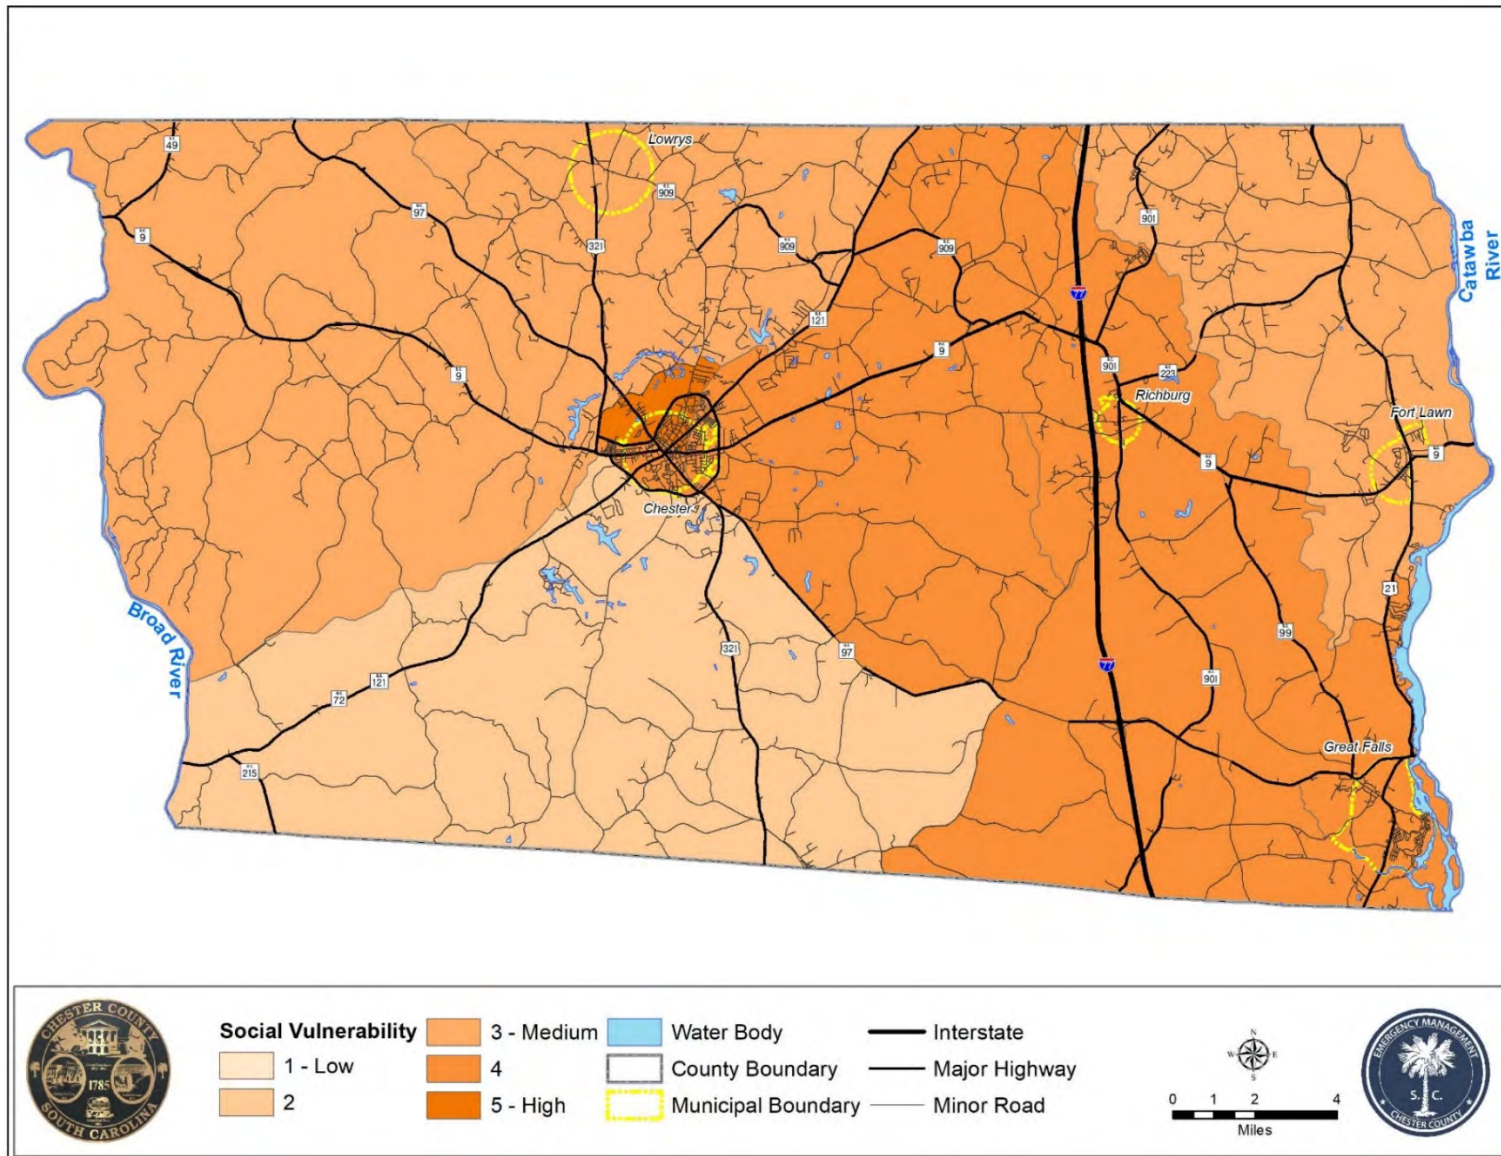 Lowrys
49
S.C.
97
S.C.
909
S.C.
9
321
S.C.
909
S.C.
909
S.C.
901
Catawba
River
77
S.C.
121
S.C.
9
S.C.
9
S.C.
901
S.C.
223
Richburg
Fort Lawn
S.C.
9
S.C.
9
Chester
21
Broad River
S.C.
99
321
S.C.
97
77
S.C.
901
S.C.
121
S.C.
72
Great Falls
S.C.
215
CHESTER COUNTY
1785
SOUTH CAROLINA
Social Vulnerability
1 - Low
2
3 - Medium
4
5 - High
Water Body
County Boundary
Municipal Boundary
Interstate
Major Highway
Minor Road
N
W E
S
0 1 2 4
Miles
EMERGENCY MANAGEMENT
S. C.
CHESTER COUNTY